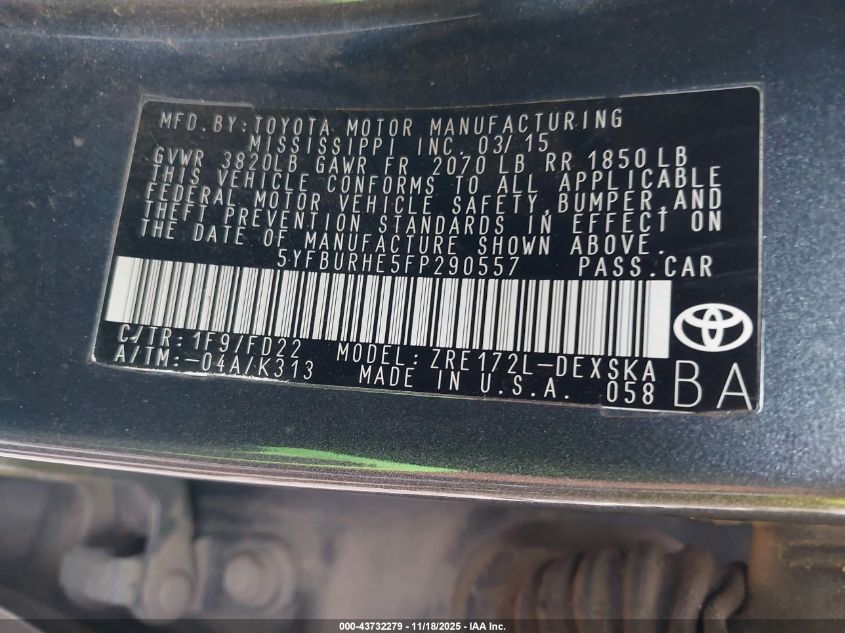 MFD. BY: TOYOTA MOTOR MANUFACTURING
MISSISSIPPI INC. 03/15
GVWR 3820LB GAWR FR 2070 LB RR 1850 LB
THIS VEHICLE CONFORMS TO ALL APPLICABLE
FEDERAL MOTOR VEHICLE SAFETY, BUMPER, AND
THEFT PREVENTION STANDARDS IN EFFECT ON
THE DATE OF MANUFACTURE SHOWN ABOVE.
5YFBURHE5FP290557 PASS. CAR
C/TR: 1F9/FD22 MODEL: ZRE172L-DEXSKA
A/TM: -04A/K313 MADE IN U.S.A. 058 BA
000-43732279 - 11/18/2025 - IAA Inc.